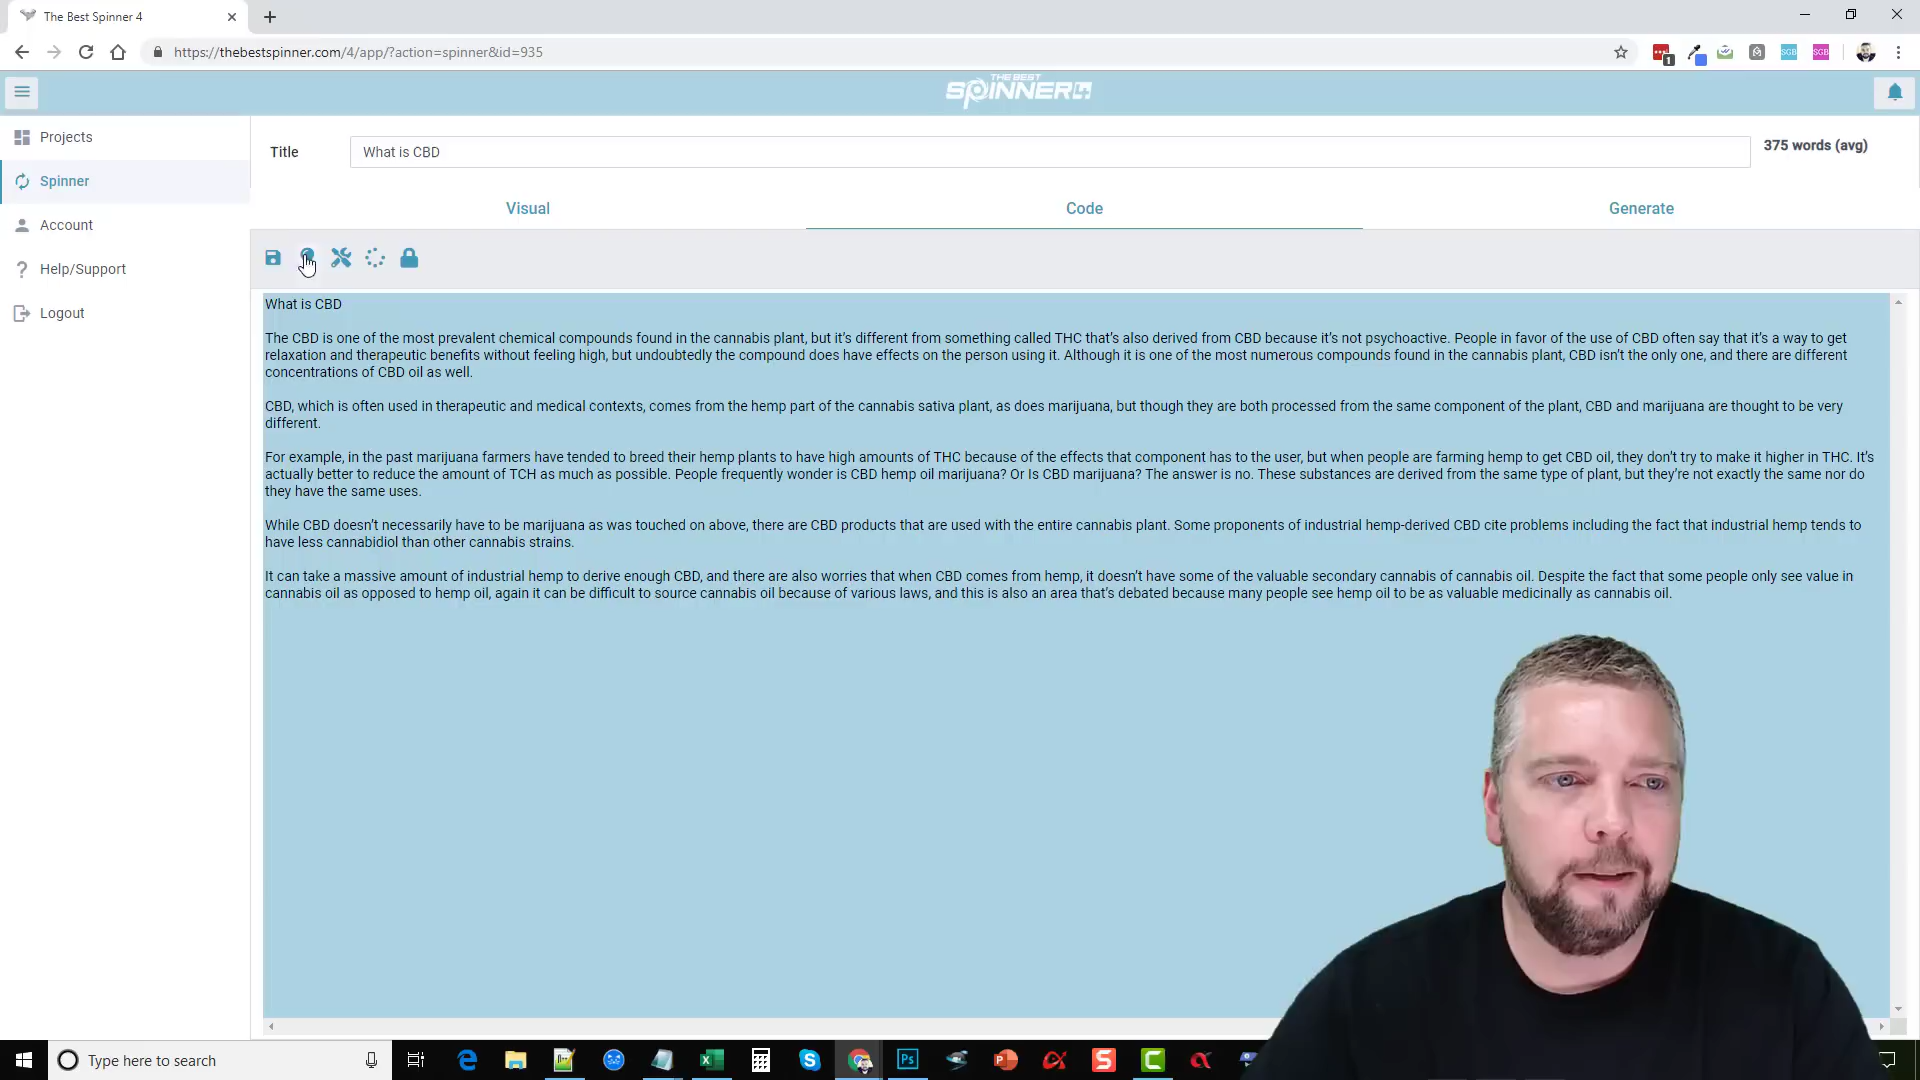 The Best Spinner 4
https://thebestspinner.com/4/app/?action=spinner&id=935
1
SGB
SGB
THE BEST
SPINNER4
Projects
Spinner
Account
Help/Support
Logout
Title
What is CBD
375 words (avg)
Visual
Code
Generate
What is CBD
The CBD is one of the most prevalent chemical compounds found in the cannabis plant, but it's different from something called THC that's also derived from CBD because it's not psychoactive. People in favor of the use of CBD often say that it's a way to get
relaxation and therapeutic benefits without feeling high, but undoubtedly the compound does have effects on the person using it. Although it is one of the most numerous compounds found in the cannabis plant, CBD isn't the only one, and there are different
concentrations of CBD oil as well.
CBD, which is often used in therapeutic and medical contexts, comes from the hemp part of the cannabis sativa plant, as does marijuana, but though they are both processed from the same component of the plant, CBD and marijuana are thought to be very
different.
For example, in the past marijuana farmers have tended to breed their hemp plants to have high amounts of THC because of the effects that component has to the user, but when people are farming hemp to get CBD oil, they don't try to make it higher in THC. It's
actually better to reduce the amount of TCH as much as possible. People frequently wonder is CBD hemp oil marijuana? Or Is CBD marijuana? The answer is no. These substances are derived from the same type of plant, but they're not exactly the same nor do
they have the same uses.
While CBD doesn't necessarily have to be marijuana as was touched on above, there are CBD products that are used with the entire cannabis plant. Some proponents of industrial hemp-derived CBD cite problems including the fact that industrial hemp tends to
have less cannabidiol than other cannabis strains.
It can take a massive amount of industrial hemp to derive enough CBD, and there are also worries that when CBD comes from hemp, it doesn't have some of the valuable secondary cannabis of cannabis oil. Despite the fact that some people only see value in
cannabis oil as opposed to hemp oil, again it can be difficult to source cannabis oil because of various laws, and this is also an area that's debated because many people see hemp oil to be as valuable medicinally as cannabis oil.
Type here to search